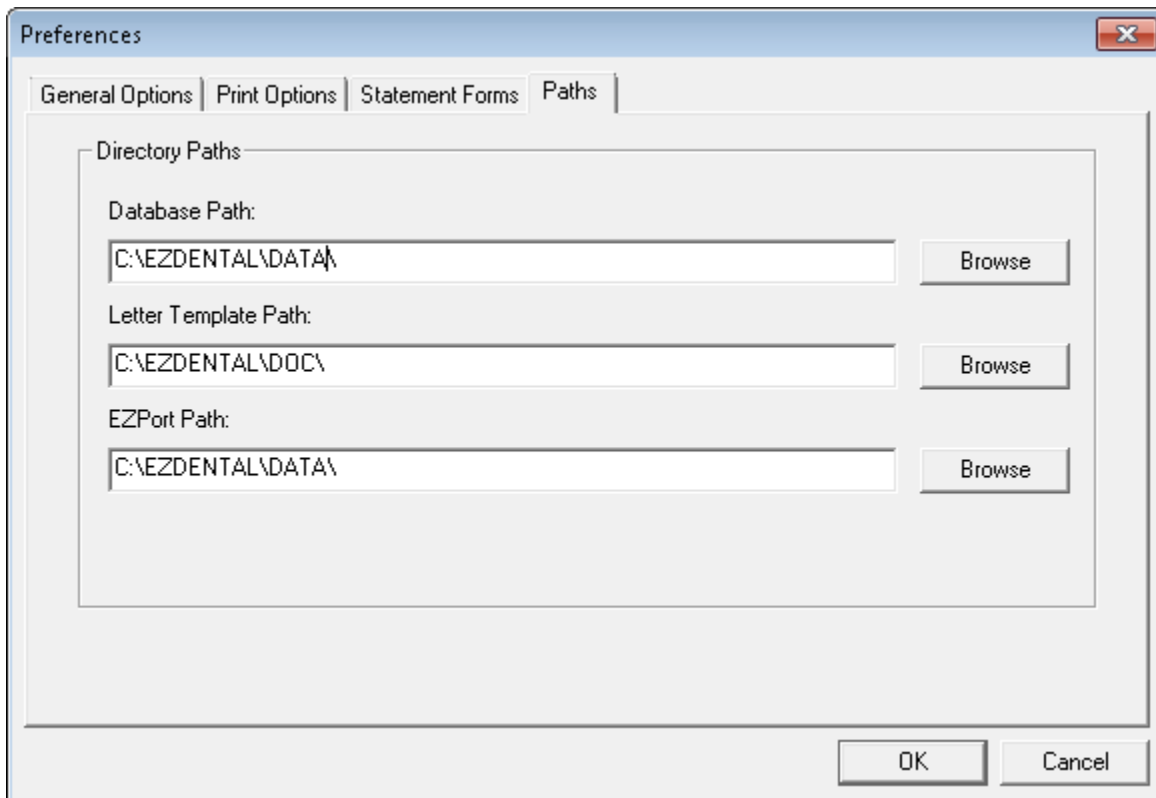 Preferences
General Options Print Options Statement Forms Paths
Directory Paths
Database Path:
C:\EZDENTAL\DATA\ Browse
Letter Template Path:
C:\EZDENTAL\DOC\ Browse
EZPort Path:
C:\EZDENTAL\DATA\ Browse
OK Cancel